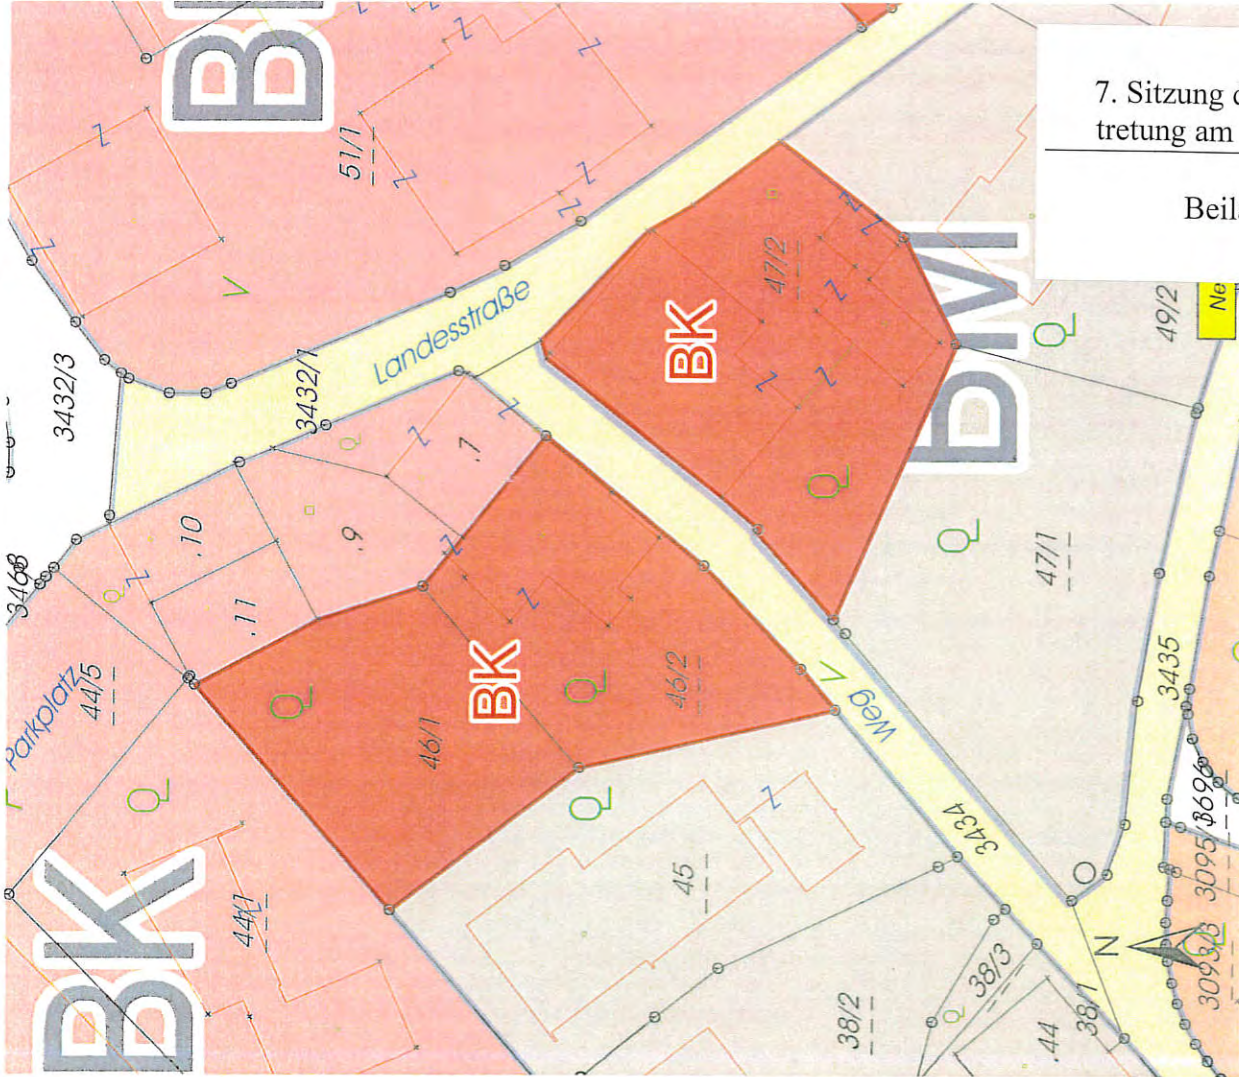 7. Sitzung d
tretung am
Beil
Ne
BK
BK
BK
BM
Landesstraße
Parkplatz
Weg
3432/3
3432/1
3468
51/1
47/2
49/2
47/1
3435
3434
46/1
46/2
44/5
44/1
45
38/2
38/3
38/1
.44
.10
.11
.9
.7
3095/
3093/3
N
O